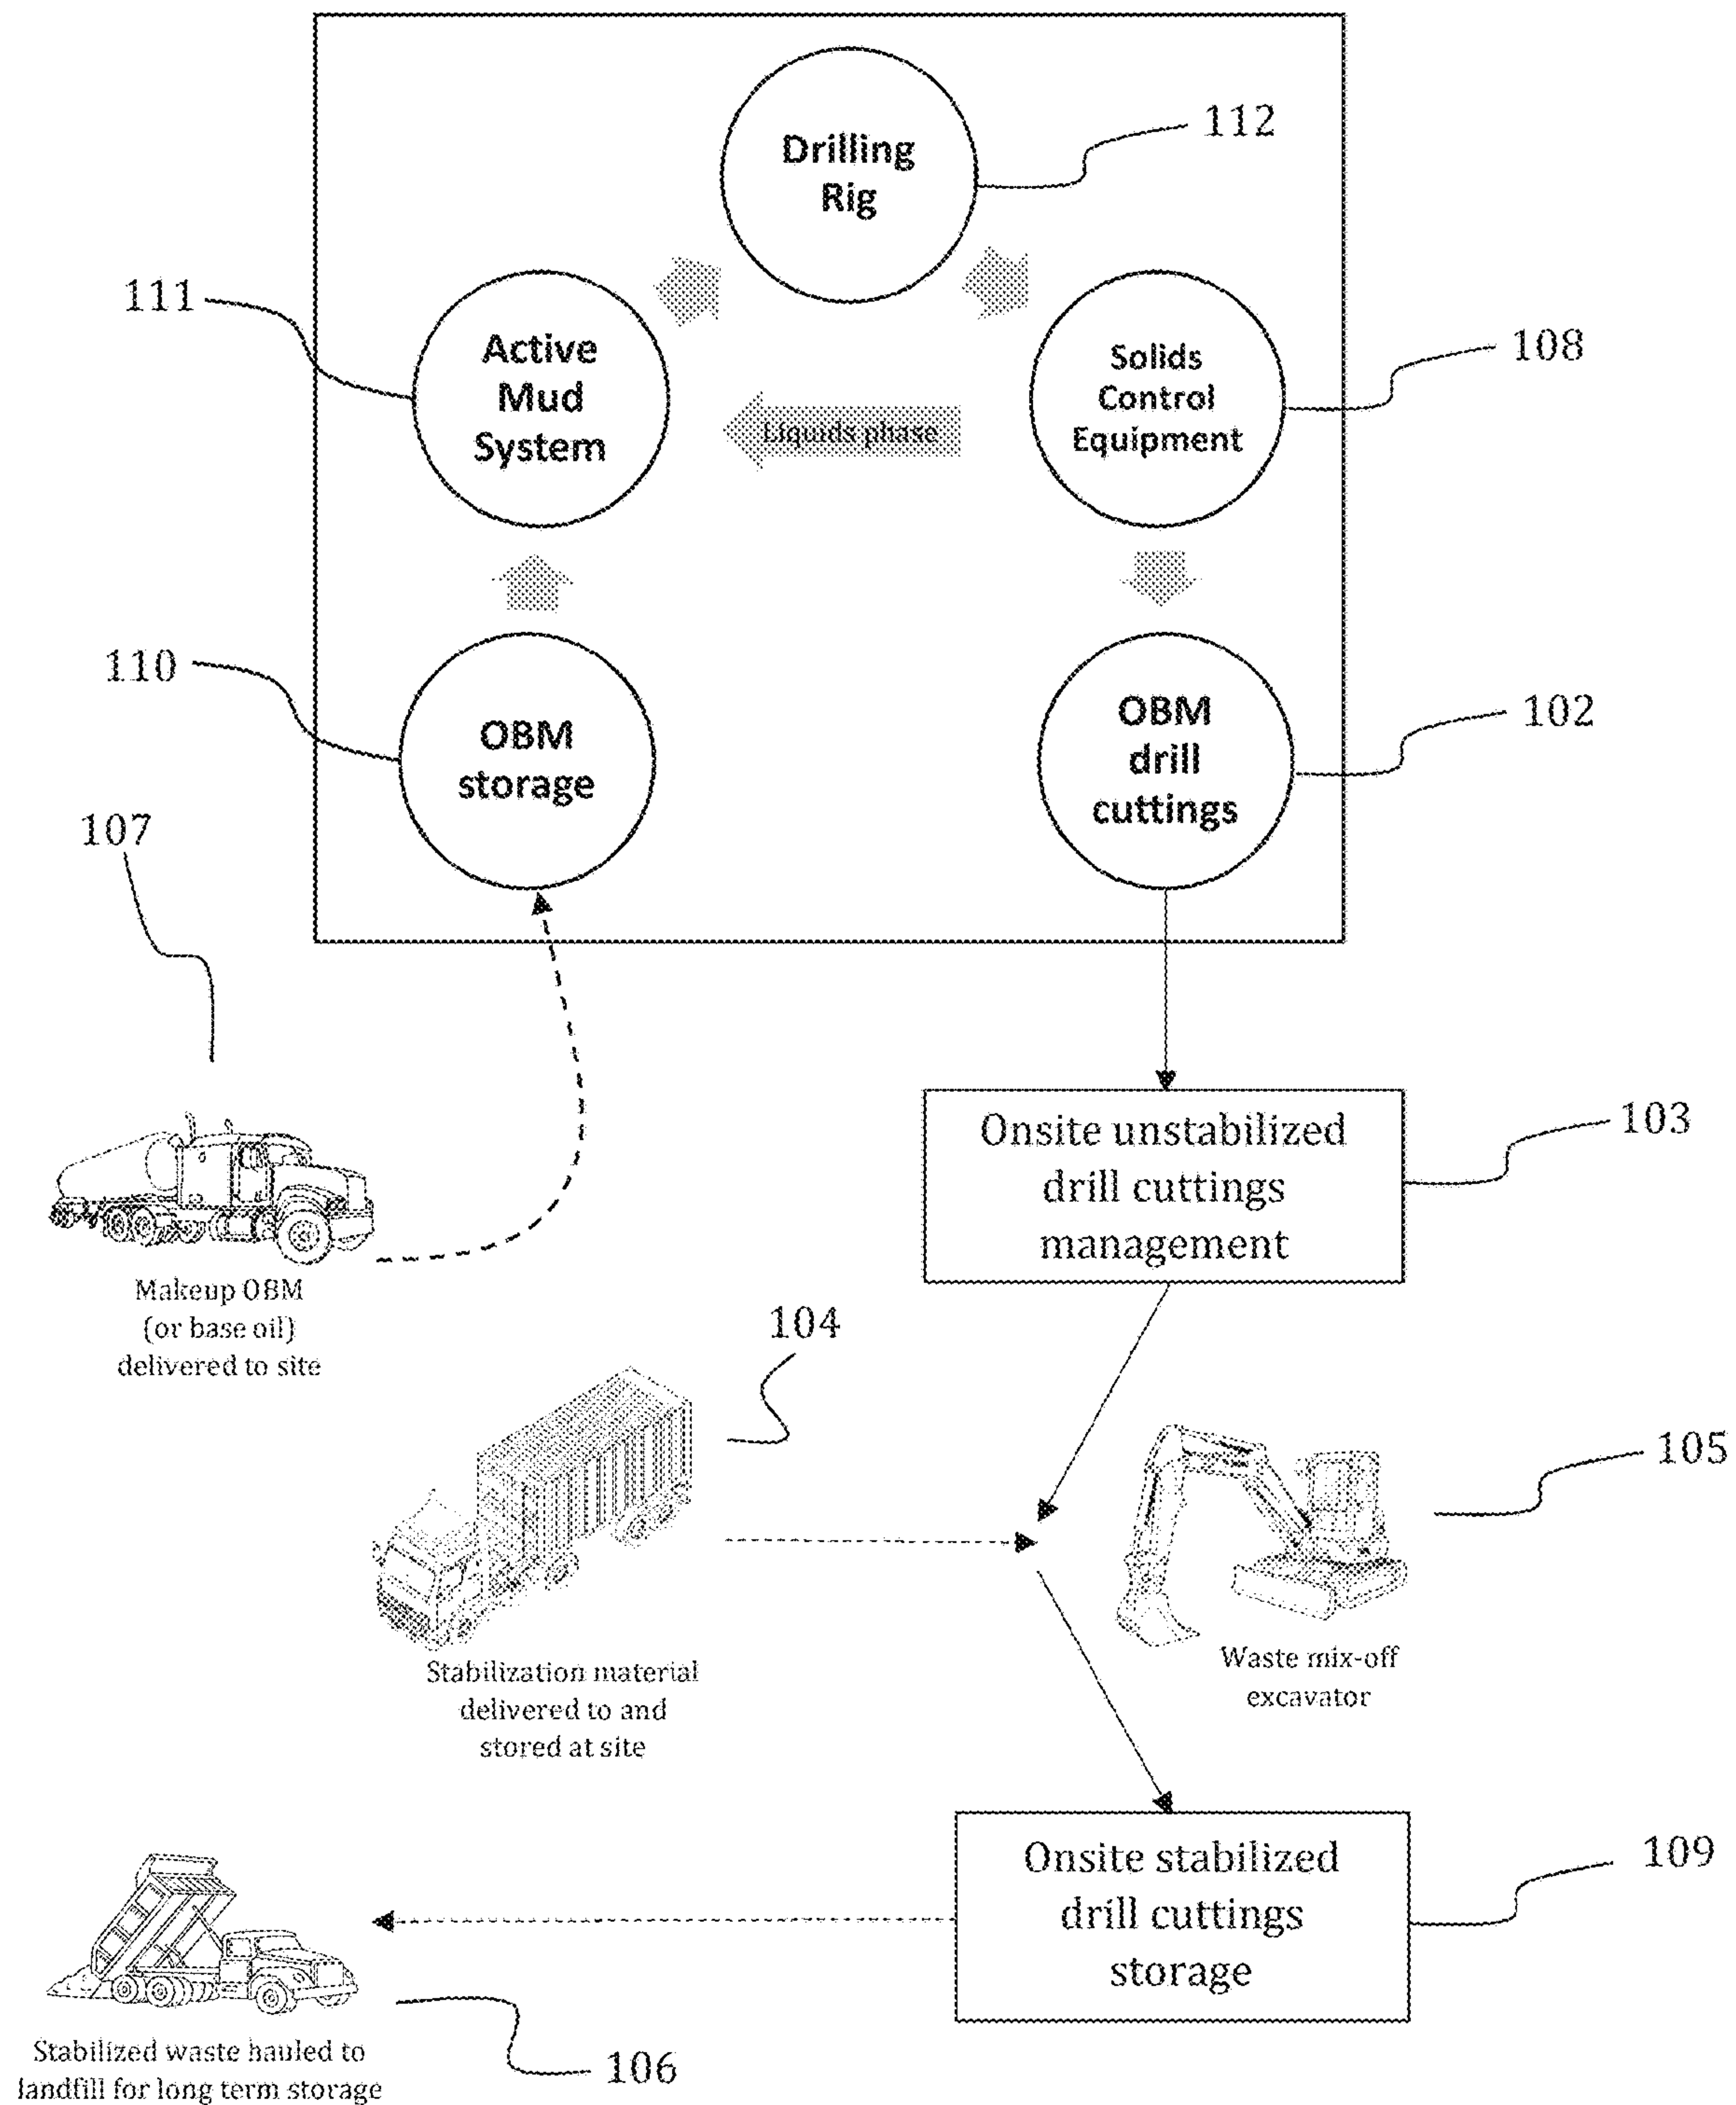 Drilling
Rig
112
111
Active
Mud
System
Liquids phase
Solids
Control
Equipment
108
110
OBM
storage
OBM
drill
cuttings
102
107
Makeup OBM
(or base oil)
delivered to site
Onsite unstabilized
drill cuttings
management
103
104
Stabilization material
delivered to and
stored at site
105
Waste mix-off
excavator
Onsite stabilized
drill cuttings
storage
109
Stabilized waste hauled to
landfill for long term storage
106